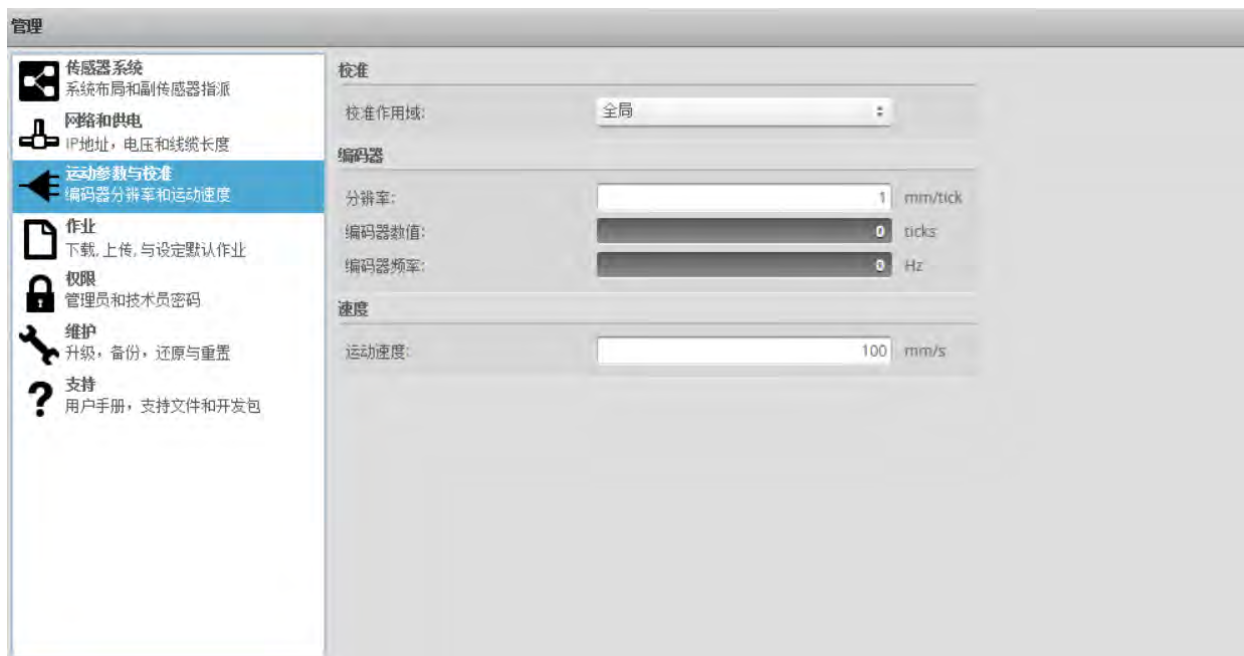 管理
传感器系统
系统布局和副传感器指派
网络和供电
IP地址，电压和线缆长度
运动参数与校准
编码器分辨率和运动速度
作业
下载, 上传, 与设定默认作业
权限
管理员和技术员密码
维护
升级，备份，还原与重置
支持
用户手册，支持文件和开发包
校准
校准作用域: 全局
编码器
分辨率: 1 mm/tick
编码器数值: 0 ticks
编码器频率: 0 Hz
速度
运动速度: 100 mm/s